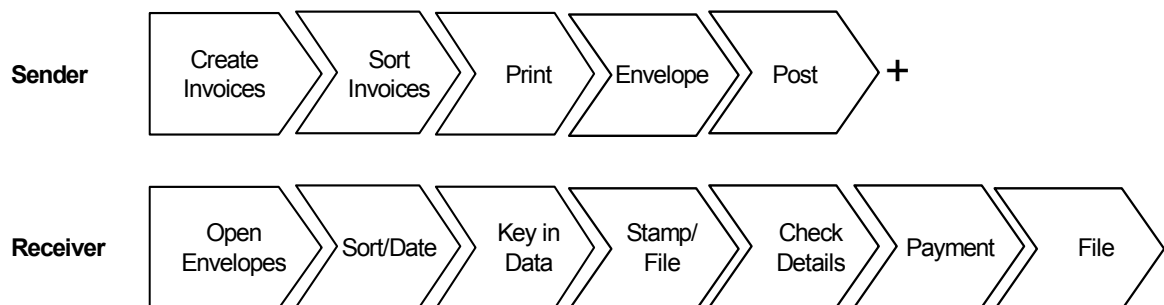 Sender
Create
Invoices
Sort
Invoices
Print
Envelope
Post
+
Receiver
Open
Envelopes
Sort/Date
Key in
Data
Stamp/
File
Check
Details
Payment
File